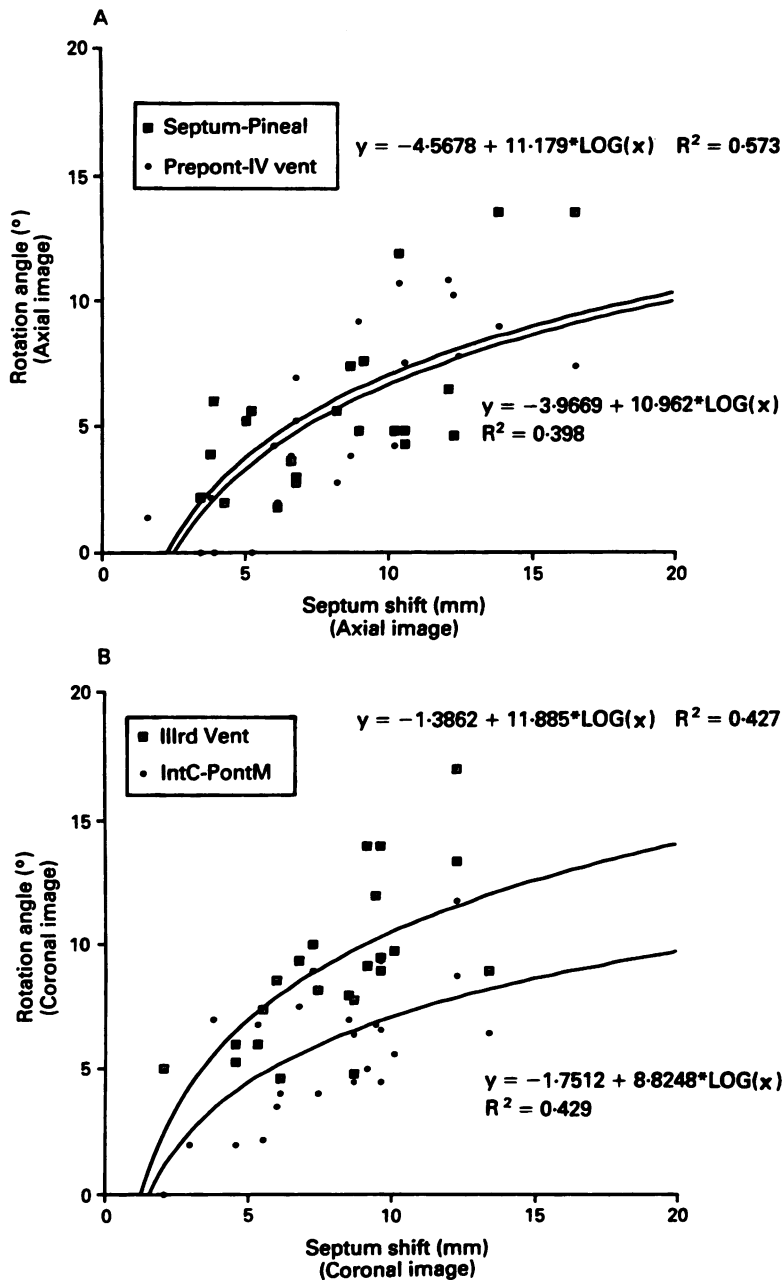 A
20
15
10
5
0
Rotation angle (°)
(Axial image)
■ Septum-Pineal
• Prepont-IV vent
y = −4·5678 + 11·179*LOG(x) R² = 0·573
y = −3·9669 + 10·962*LOG(x)
R² = 0·398
0 5 10 15 20
Septum shift (mm)
(Axial image)
B
20
15
10
5
0
Rotation angle (°)
(Coronal image)
■ IIIrd Vent
• IntC-PontM
y = −1·3862 + 11·885*LOG(x) R² = 0·427
y = −1·7512 + 8·8248*LOG(x)
R² = 0·429
0 5 10 15 20
Septum shift (mm)
(Coronal image)